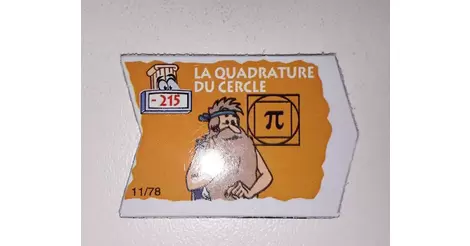 LA QUADRATURE
DU CERCLE
- 215
π
11/78